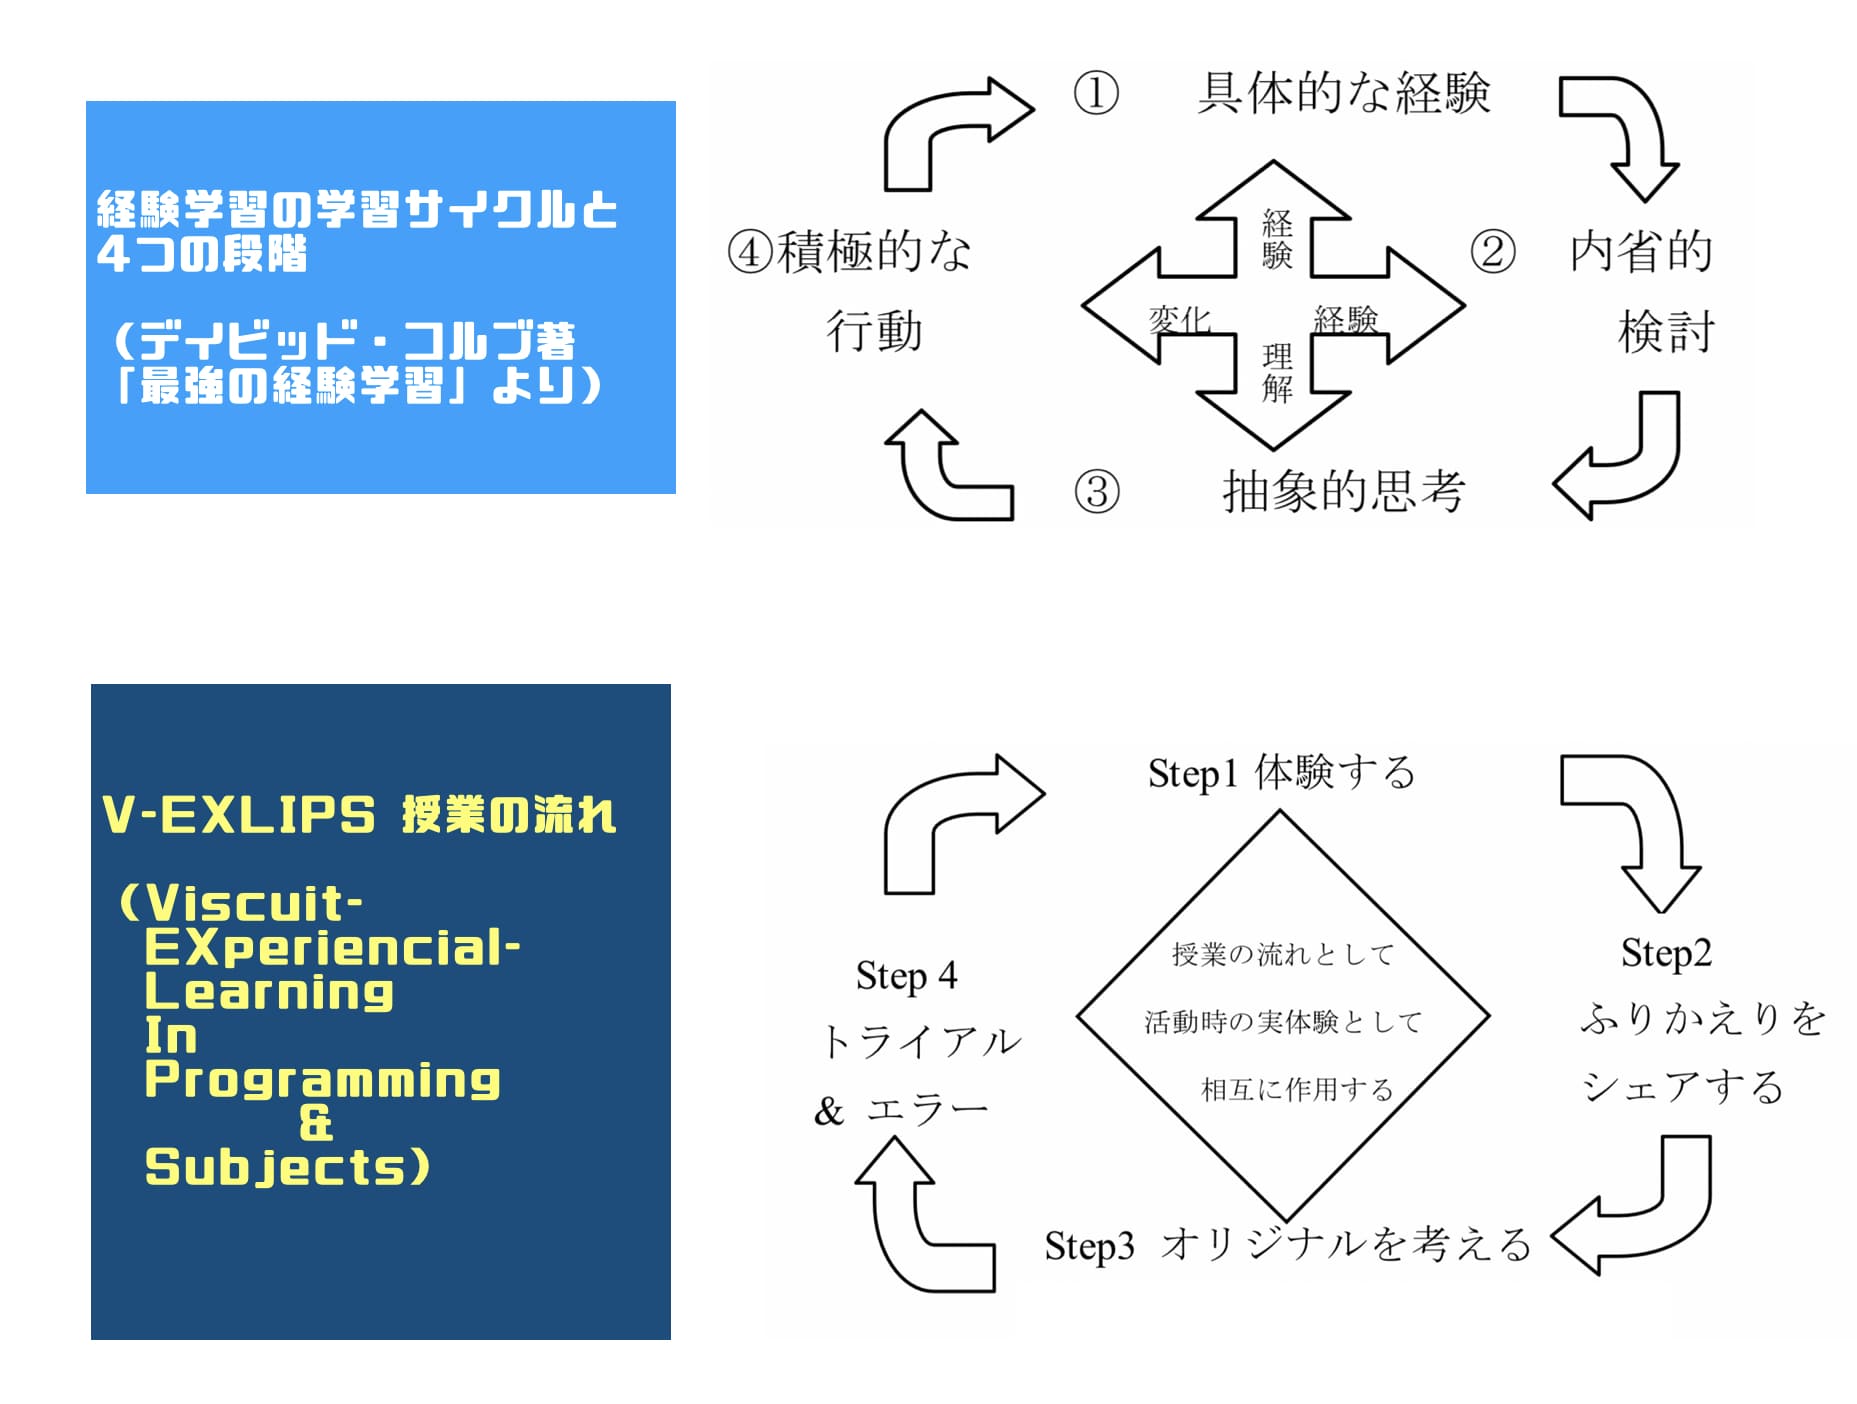 経験学習の学習サイクルと
4つの段階
（デイビッド・コルブ著
「最強の経験学習」より）
① 具体的な経験
② 内省的
検討
③ 抽象的思考
④積極的な
行動
経験
変化
経験
理解
V-EXLIPS 授業の流れ
（Viscuit-
EXperiencial-
Learning
In
Programming
&
Subjects）
Step1 体験する
Step2
ふりかえりを
シェアする
Step3 オリジナルを考える
Step 4
トライアル
& エラー
授業の流れとして
活動時の実体験として
相互に作用する